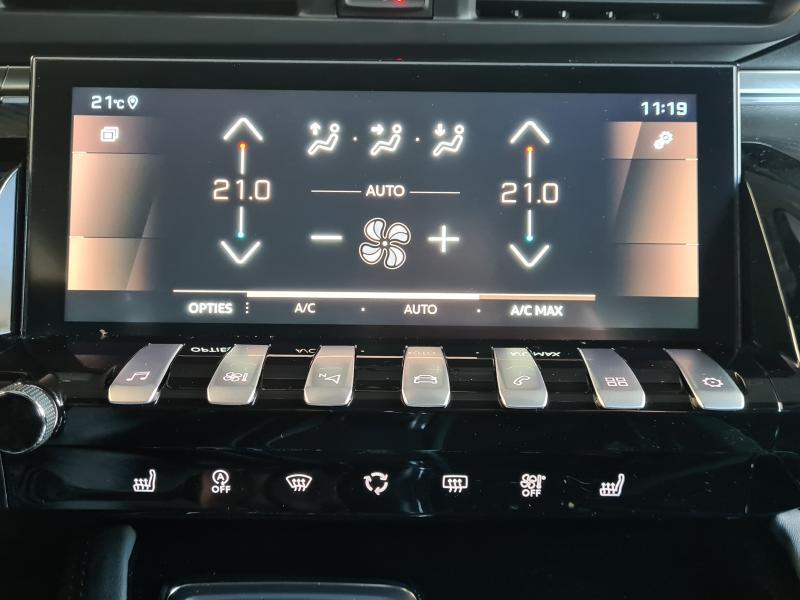 21°C 11:19
21.0 21.0
AUTO
OPTIES A/C AUTO A/C MAX
N
OFF OFF